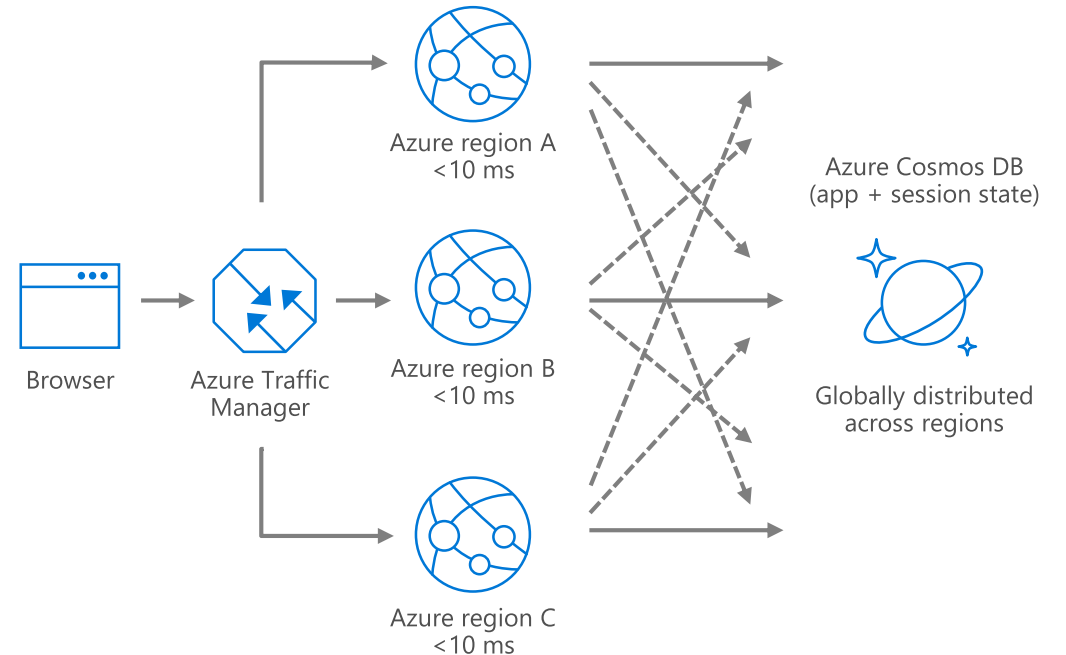 Browser
Azure Traffic
Manager
Azure region A
<10 ms
Azure region B
<10 ms
Azure region C
<10 ms
Azure Cosmos DB
(app + session state)
Globally distributed
across regions